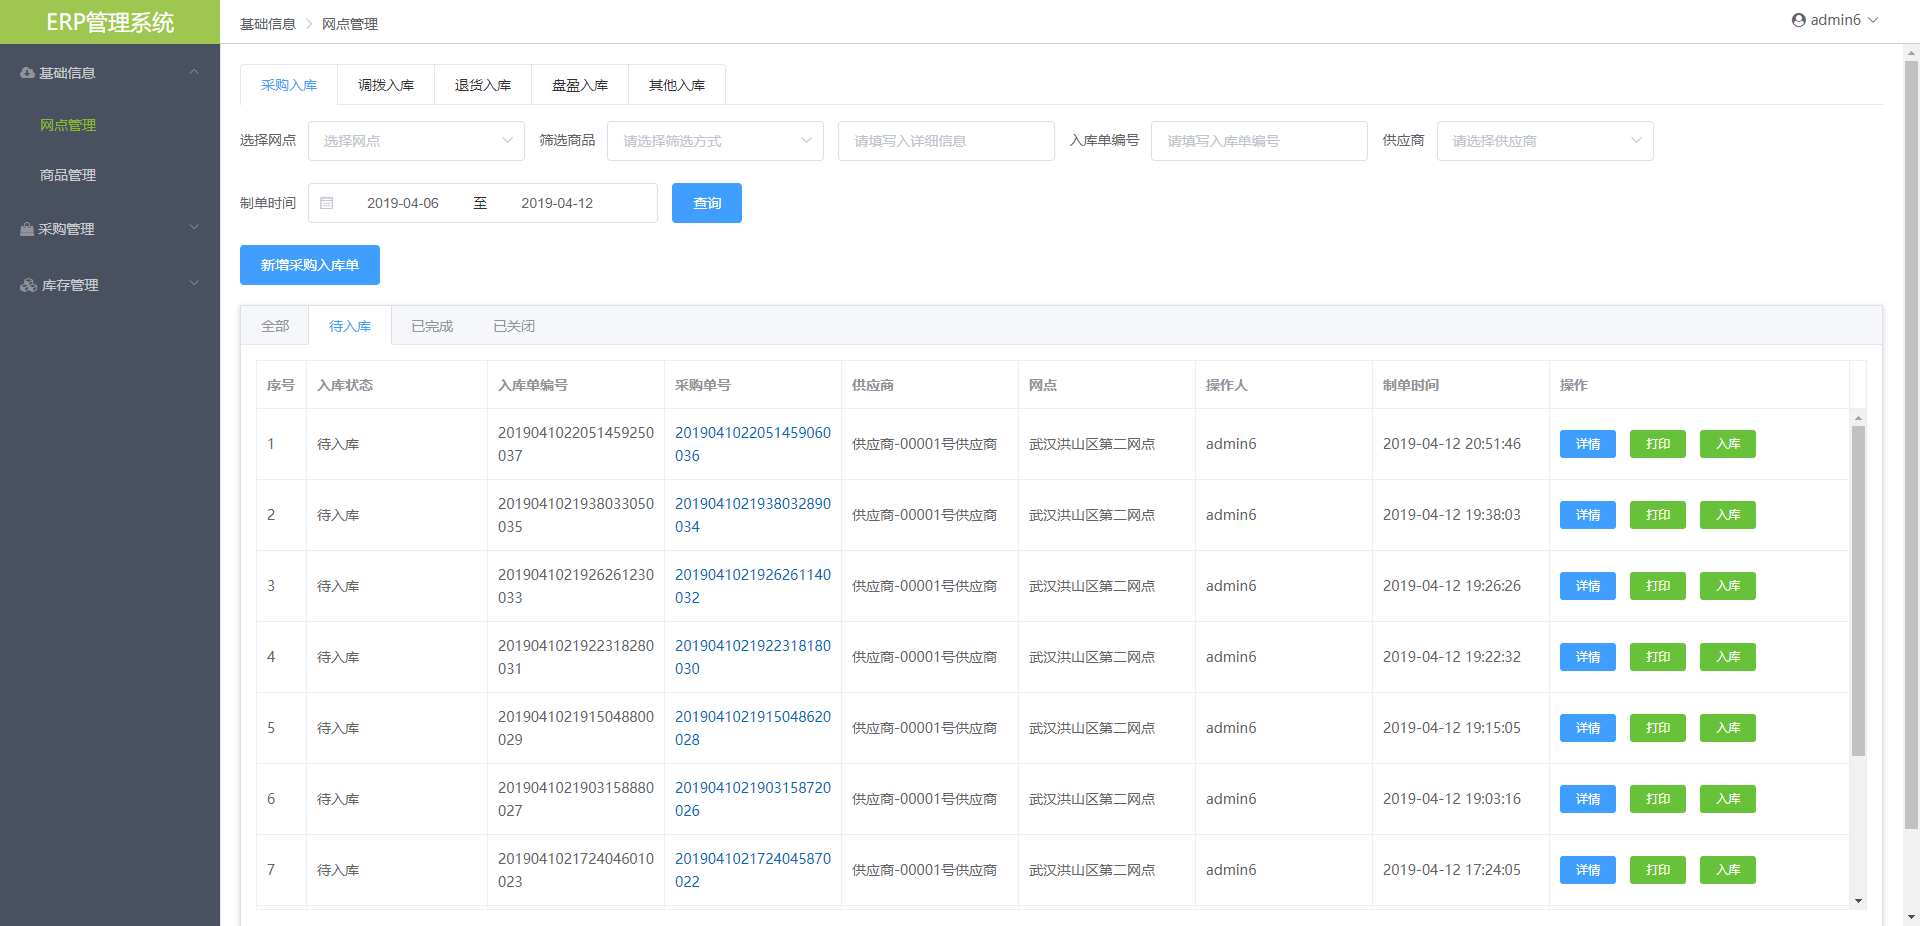 ERP管理系统
基础信息 > 网点管理
admin6
基础信息
网点管理
商品管理
采购管理
库存管理
采购入库 调拨入库 退货入库 盘盈入库 其他入库
选择网点 选择网点 筛选商品 请选择筛选方式 请填写入详细信息 入库单编号 请填写入库单编号 供应商 请选择供应商
制单时间 2019-04-06 至 2019-04-12 查询
新增采购入库单
全部 待入库 已完成 已关闭
序号 入库状态 入库单编号 采购单号 供应商 网点 操作人 制单时间 操作
1 待入库 2019041022051459250037 2019041022051459060036 供应商-00001号供应商 武汉洪山区第二网点 admin6 2019-04-12 20:51:46 详情 打印 入库
2 待入库 2019041021938033050035 2019041021938032890034 供应商-00001号供应商 武汉洪山区第二网点 admin6 2019-04-12 19:38:03 详情 打印 入库
3 待入库 2019041021926261230033 2019041021926261140032 供应商-00001号供应商 武汉洪山区第二网点 admin6 2019-04-12 19:26:26 详情 打印 入库
4 待入库 2019041021922318280031 2019041021922318180030 供应商-00001号供应商 武汉洪山区第二网点 admin6 2019-04-12 19:22:32 详情 打印 入库
5 待入库 2019041021915048800029 2019041021915048620028 供应商-00001号供应商 武汉洪山区第二网点 admin6 2019-04-12 19:15:05 详情 打印 入库
6 待入库 2019041021903158880027 2019041021903158720026 供应商-00001号供应商 武汉洪山区第二网点 admin6 2019-04-12 19:03:16 详情 打印 入库
7 待入库 2019041021724046010023 2019041021724045870022 供应商-00001号供应商 武汉洪山区第二网点 admin6 2019-04-12 17:24:05 详情 打印 入库